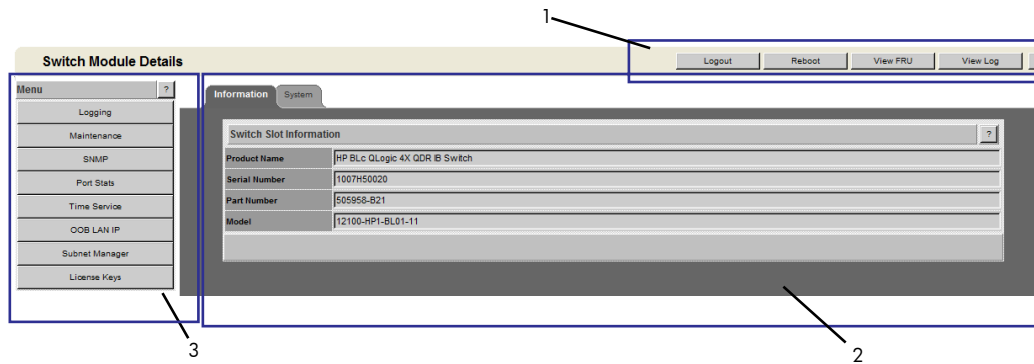 1
Switch Module Details
Logout Reboot View FRU View Log
Menu ?
Logging
Maintenance
SNMP
Port Stats
Time Service
OOB LAN IP
Subnet Manager
License Keys
Information System
Switch Slot Information ?
Product Name HP BLc QLogic 4X QDR IB Switch
Serial Number 1007H50020
Part Number 505958-B21
Model 12100-HP1-BL01-11
3
2